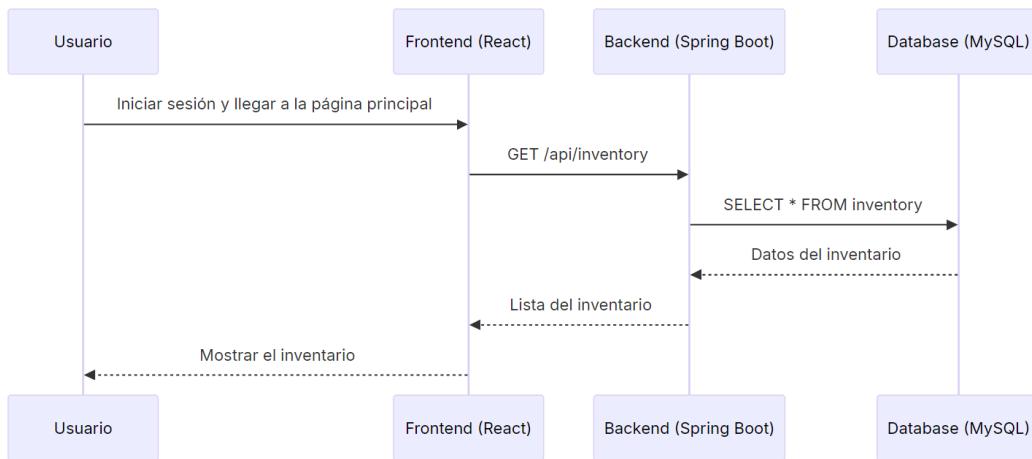 Usuario
Frontend (React)
Backend (Spring Boot)
Database (MySQL)
Iniciar sesión y llegar a la página principal
GET /api/inventory
SELECT * FROM inventory
Datos del inventario
Lista del inventario
Mostrar el inventario
Usuario
Frontend (React)
Backend (Spring Boot)
Database (MySQL)